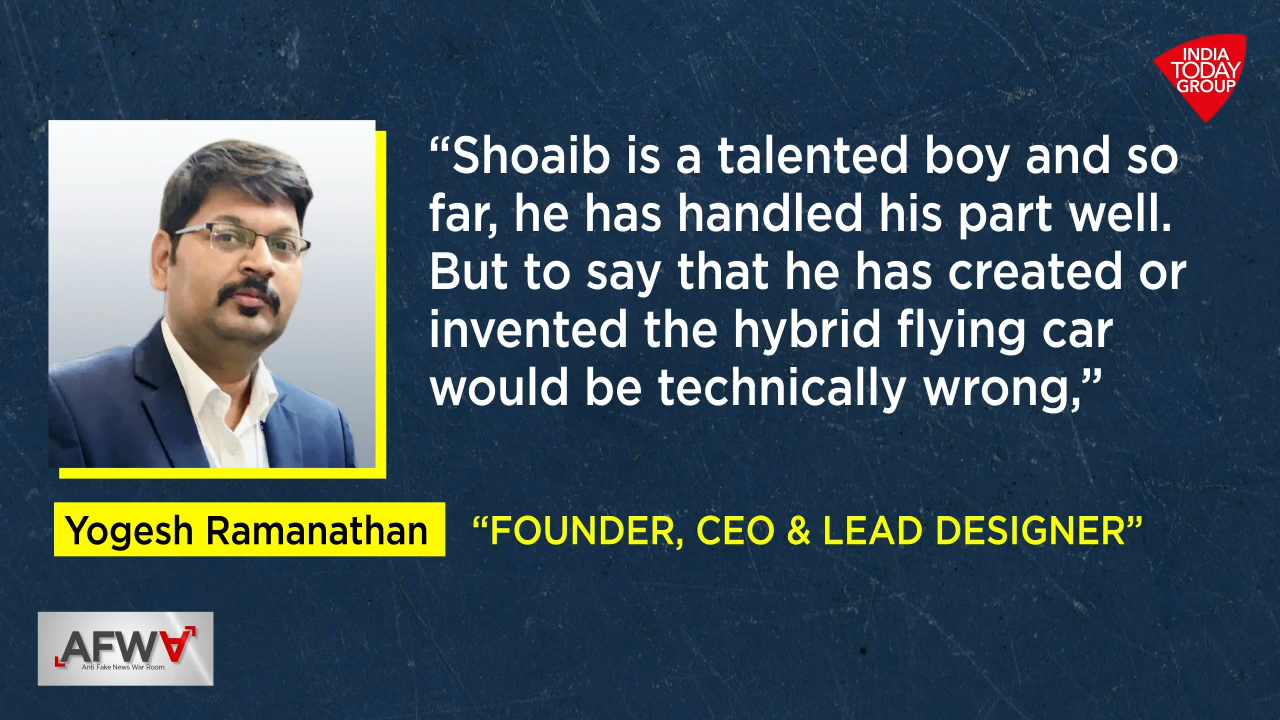 INDIA
TODAY
GROUP
“Shoaib is a talented boy and so
far, he has handled his part well.
But to say that he has created or
invented the hybrid flying car
would be technically wrong,”
Yogesh Ramanathan
“FOUNDER, CEO & LEAD DESIGNER”
AFWA
Anti Fake News War Room